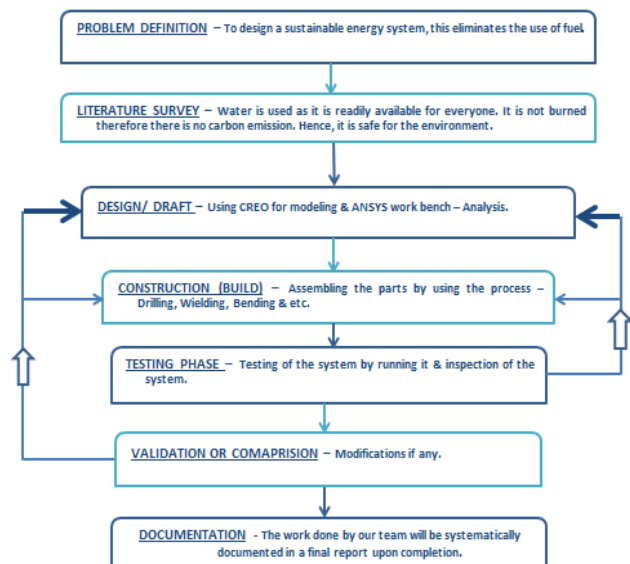 PROBLEM DEFINITION – To design a sustainable energy system, this eliminates the use of fuel.
LITERATURE SURVEY – Water is used as it is readily available for everyone. It is not burned
therefore there is no carbon emission. Hence, it is safe for the environment.
DESIGN/ DRAFT – Using CREO for modeling & ANSYS work bench – Analysis.
CONSTRUCTION (BUILD) – Assembling the parts by using the process –
Drilling, Wielding, Bending & etc.
TESTING PHASE – Testing of the system by running it & inspection of the
system.
VALIDATION OR COMAPRISION – Modifications if any.
DOCUMENTATION - The work done by our team will be systematically
documented in a final report upon completion.